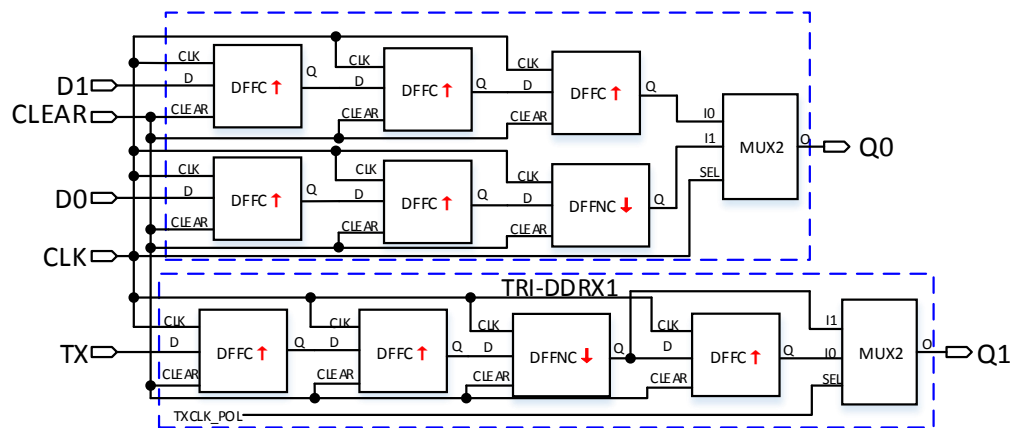 CLK
D DFFC Q
CLEAR
CLK
D DFFC Q
CLEAR
CLK
D DFFC Q
CLEAR
D1
CLEAR
I0
I1 MUX2 O
SEL
Q0
CLK
D DFFC Q
CLEAR
CLK
D DFFC Q
CLEAR
CLK
D DFFNC Q
CLEAR
D0
CLK
TRI-DDRX1
CLK
D DFFC Q
CLEAR
CLK
D DFFC Q
CLEAR
CLK
D DFFNC Q
CLEAR
CLK
D DFFC Q
CLEAR
I1
I0 MUX2 O
SEL
TX
Q1
TXCLK_POL